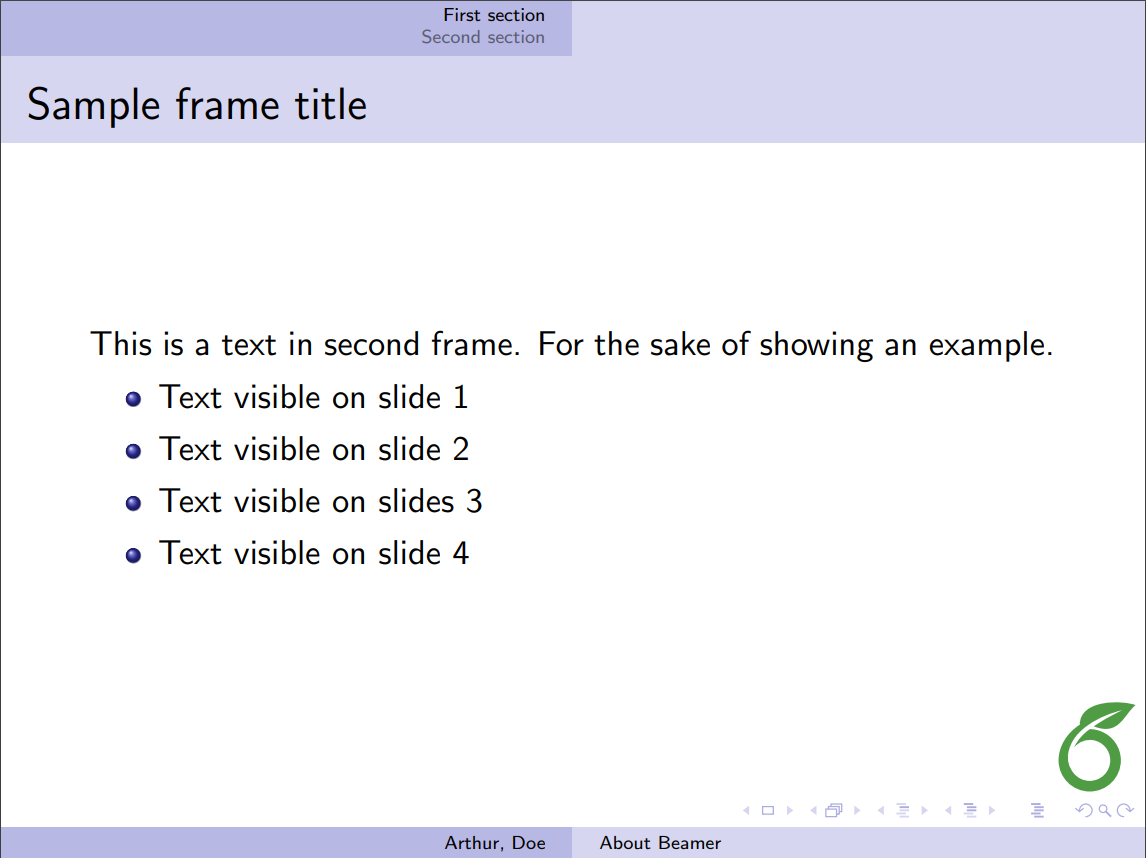 First section
Second section
Sample frame title
This is a text in second frame. For the sake of showing an example.
Text visible on slide 1
Text visible on slide 2
Text visible on slides 3
Text visible on slide 4
Arthur, Doe
About Beamer